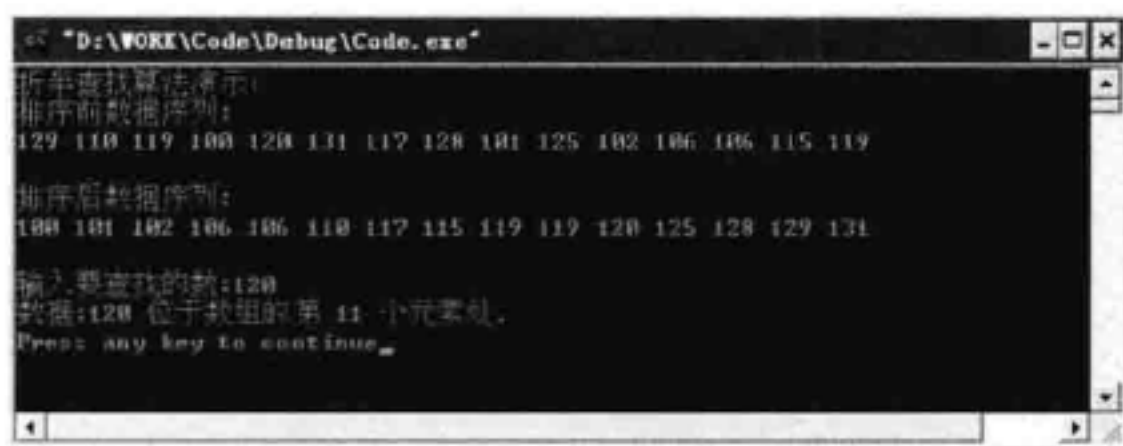 "D:\WORK\Code\Debug\Code.exe"
折半查找算法演示!
排序前数据序列:
129 110 119 100 120 131 117 128 101 125 102 106 106 115 119
排序后数据序列:
100 101 102 106 106 110 117 115 119 119 120 125 128 129 131
输入要查找的数:120
数据:120 位于数组的第 11 个元素处.
Press any key to continue_